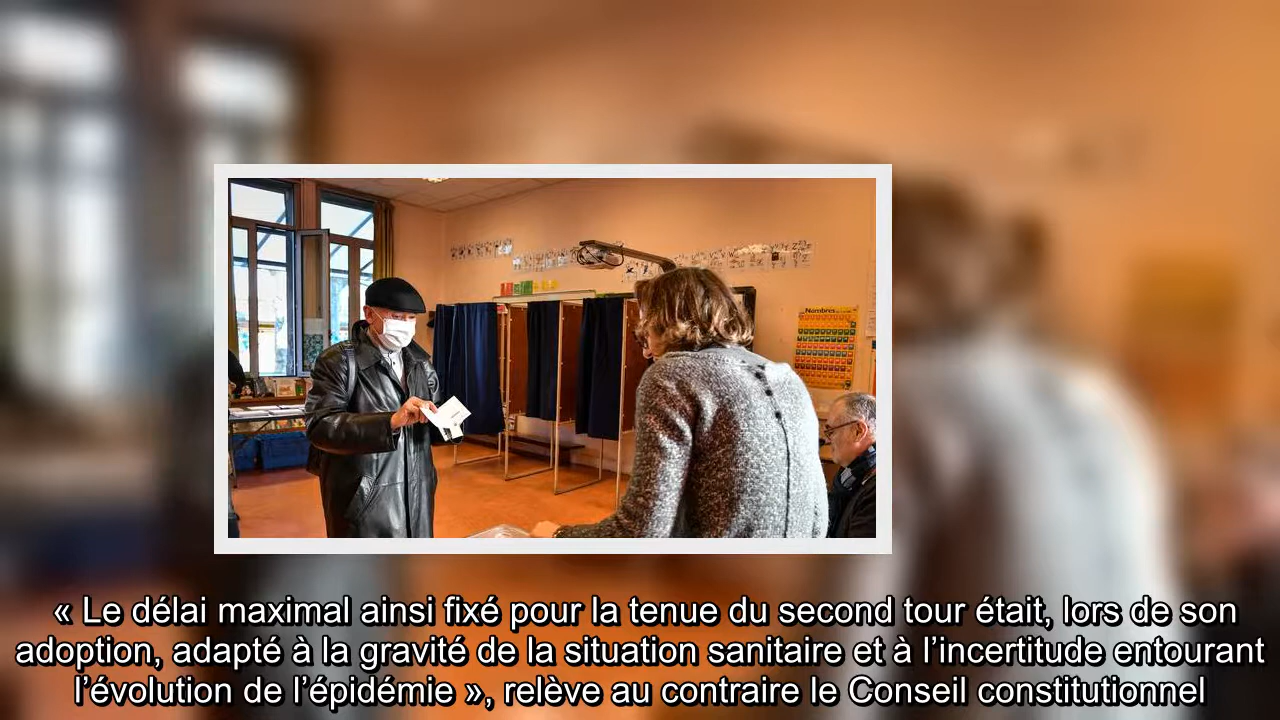 Nombres
« Le délai maximal ainsi fixé pour la tenue du second tour était, lors de son
adoption, adapté à la gravité de la situation sanitaire et à l’incertitude entourant
l’évolution de l’épidémie », relève au contraire le Conseil constitutionnel